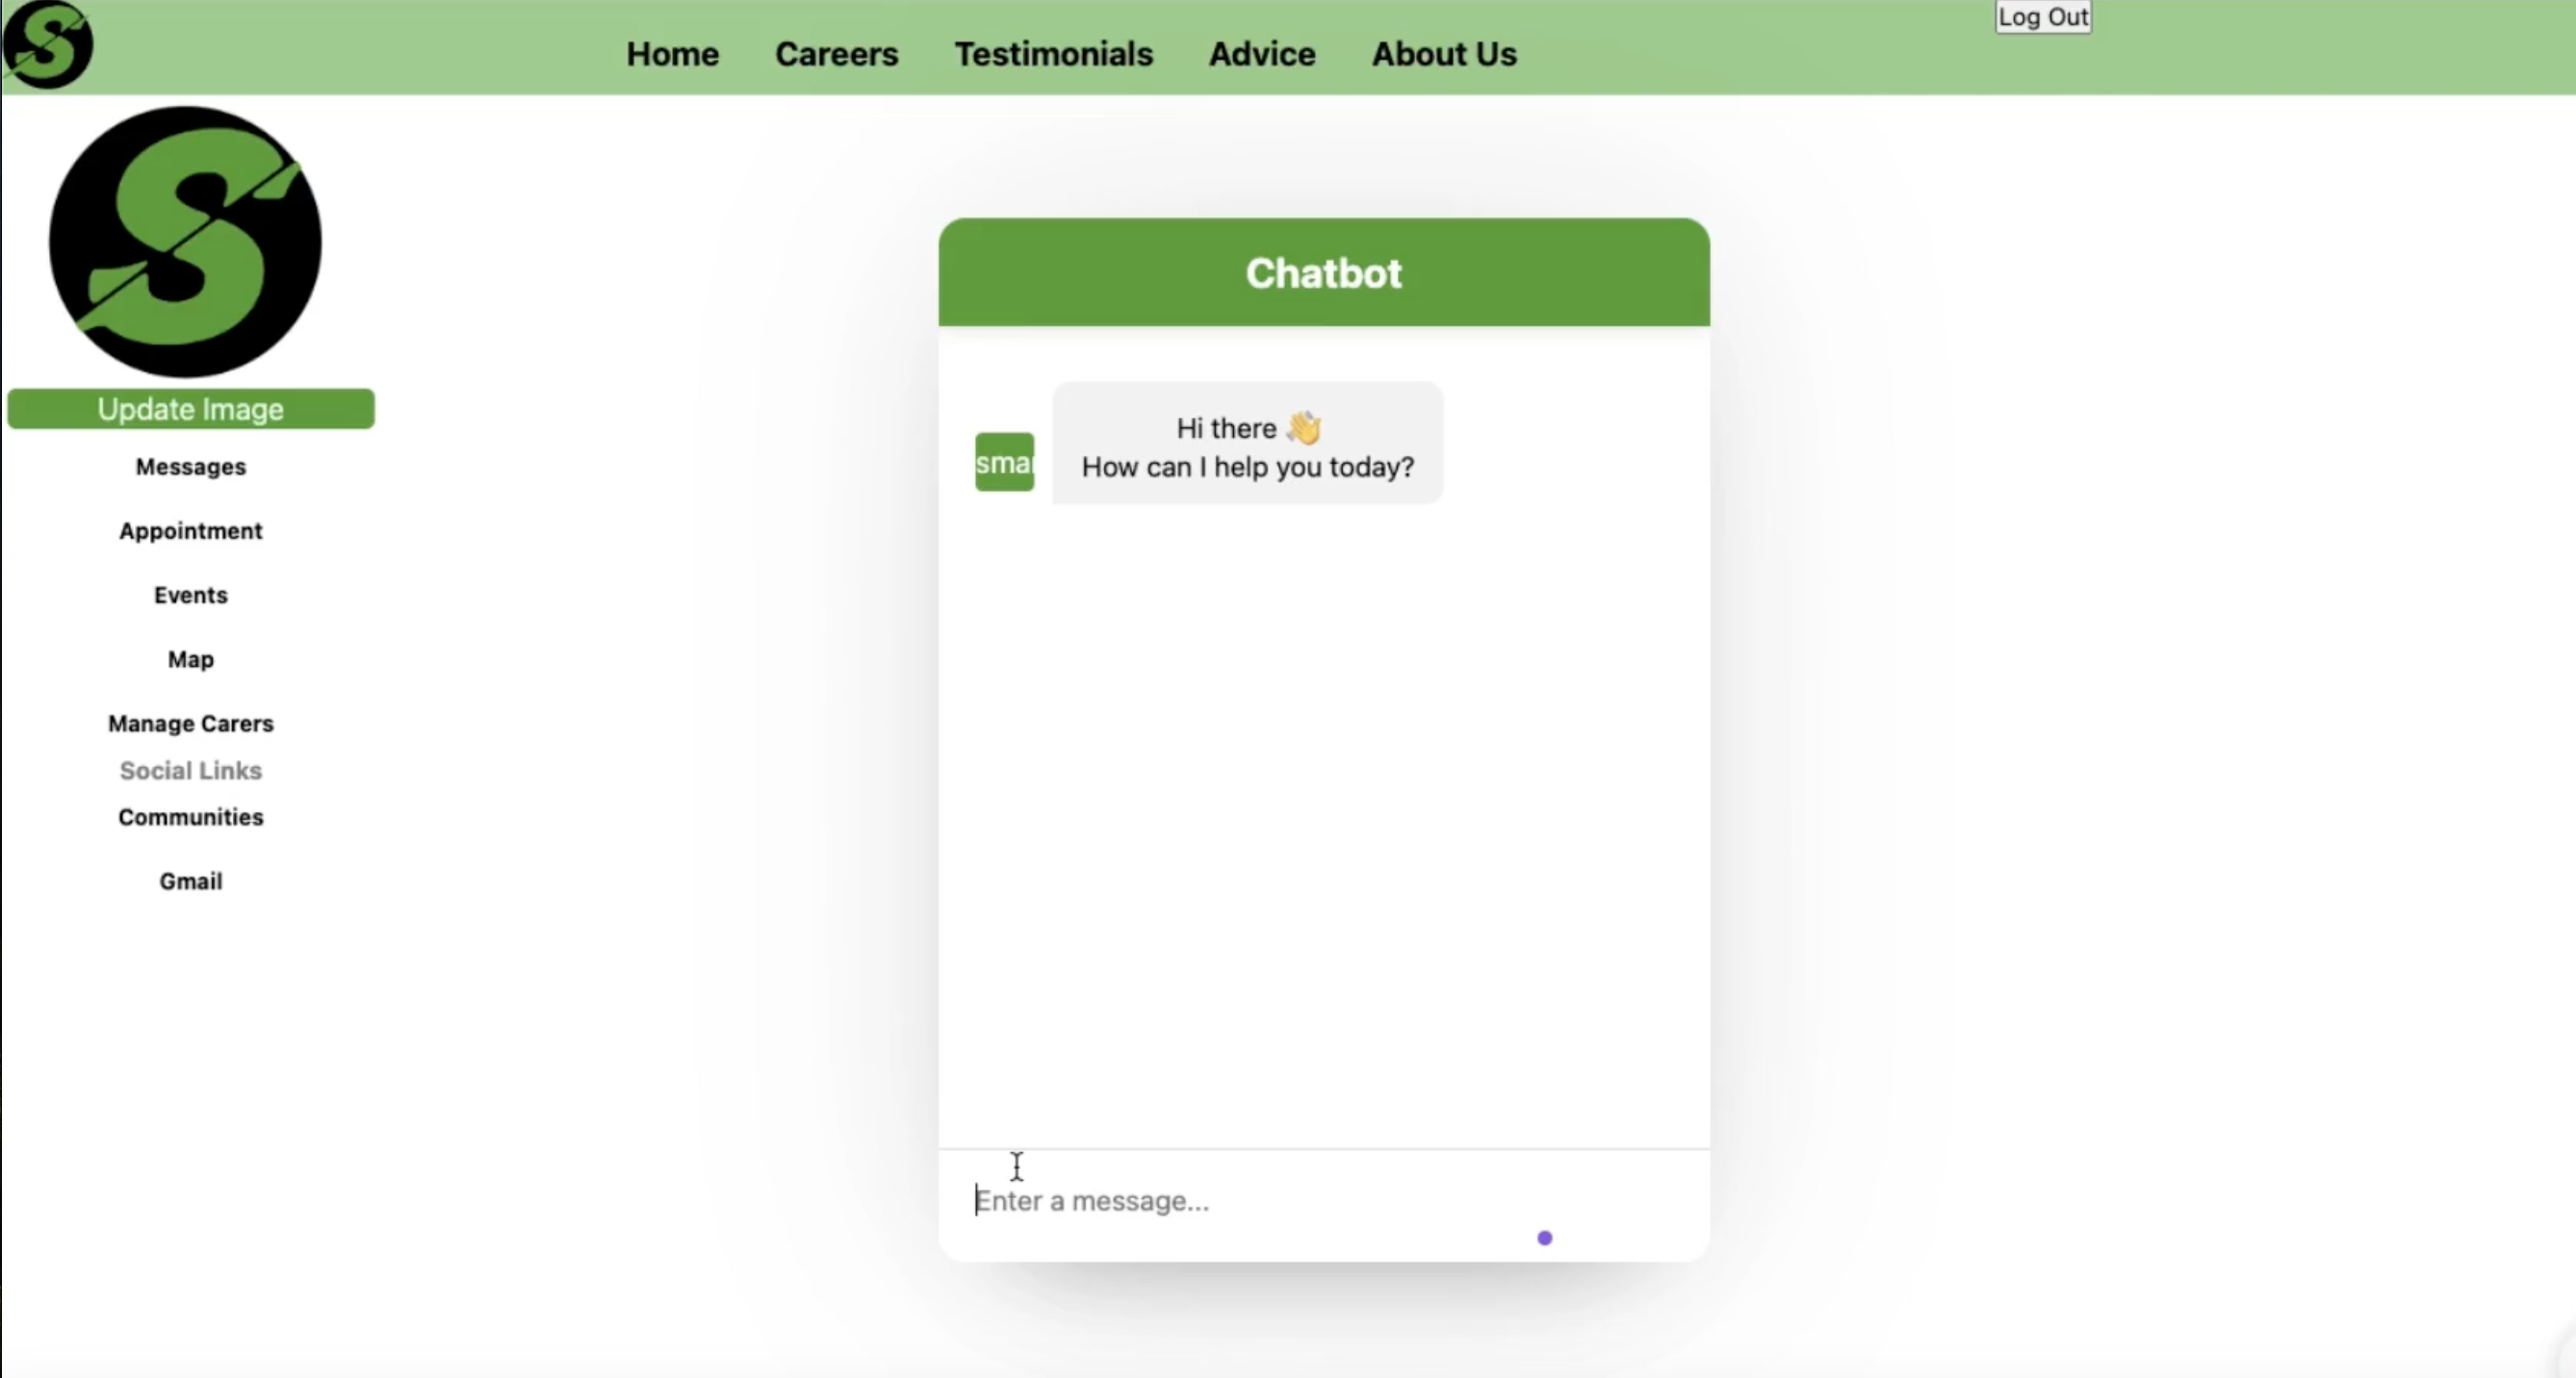 S
Home Careers Testimonials Advice About Us
Log Out
S
Update Image
Messages
Appointment
Events
Map
Manage Carers
Social Links
Communities
Gmail
Chatbot
Hi there 👋
How can I help you today?
Enter a message...